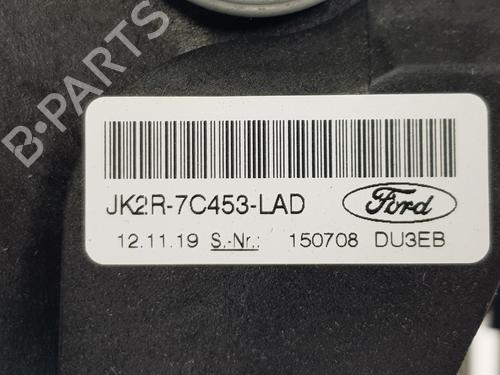 B-PARTS
JK2R-7C453-LAD
Ford
12.11.19 S.-Nr.: 150708 DU3EB